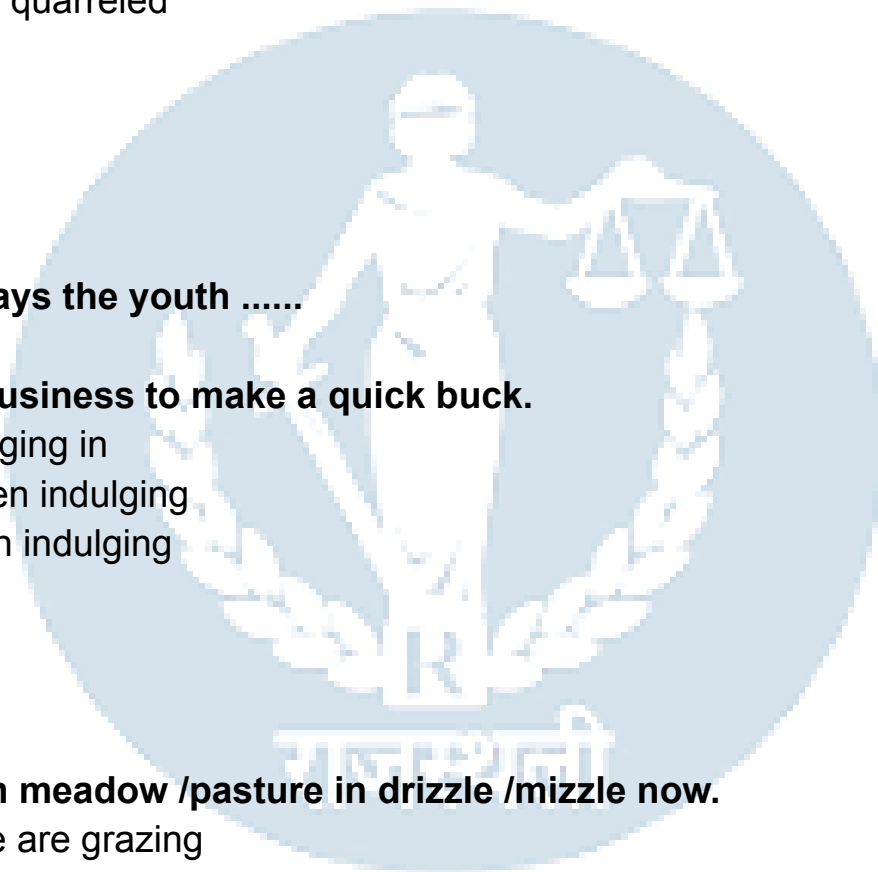 quarreled
ays the youth ......
usiness to make a quick buck.
ging in
en indulging
n indulging
n meadow /pasture in drizzle /mizzle now.
e are grazing
R